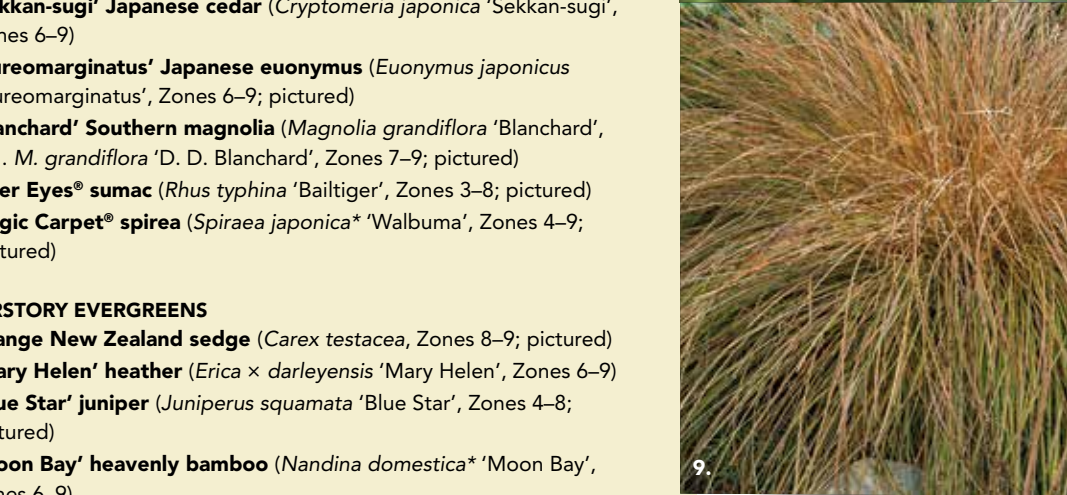 kkan-sugi’ Japanese cedar (Cryptomeria japonica ‘Sekkan-sugi’,
nes 6–9)
ureomarginatus’ Japanese euonymus (Euonymus japonicus
ureomarginatus’, Zones 6–9; pictured)
anchard’ Southern magnolia (Magnolia grandiflora ‘Blanchard’,
. M. grandiflora ‘D. D. Blanchard’, Zones 7–9; pictured)
er Eyes® sumac (Rhus typhina ‘Bailtiger’, Zones 3–8; pictured)
gic Carpet® spirea (Spiraea japonica* ‘Walbuma’, Zones 4–9;
tured)
RSTORY EVERGREENS
ange New Zealand sedge (Carex testacea, Zones 8–9; pictured)
ary Helen’ heather (Erica × darleyensis ‘Mary Helen’, Zones 6–9)
ue Star’ juniper (Juniperus squamata ‘Blue Star’, Zones 4–8;
tured)
oon Bay’ heavenly bamboo (Nandina domestica* ‘Moon Bay’,
nes 6–9)
9.